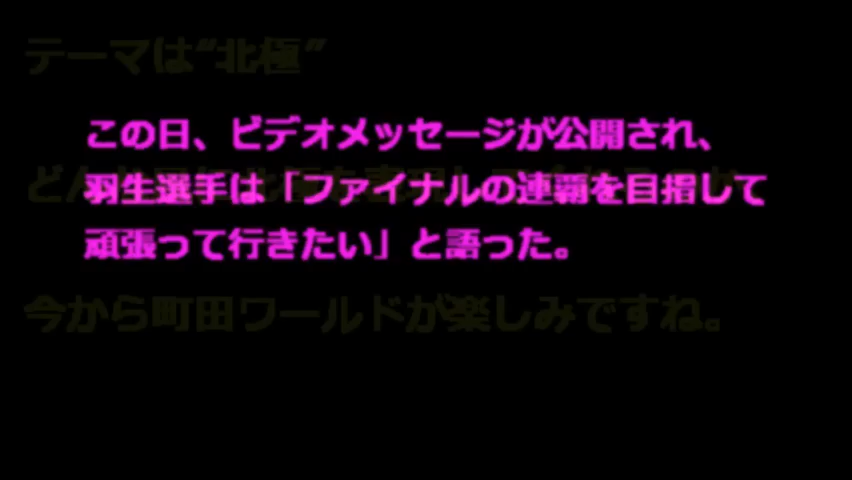 テーマは“北極”
この日、ビデオメッセージが公開され、
羽生選手は「ファイナルの連覇を目指して
頑張って行きたい」と語った。
今から町田ワールドが楽しみですね。